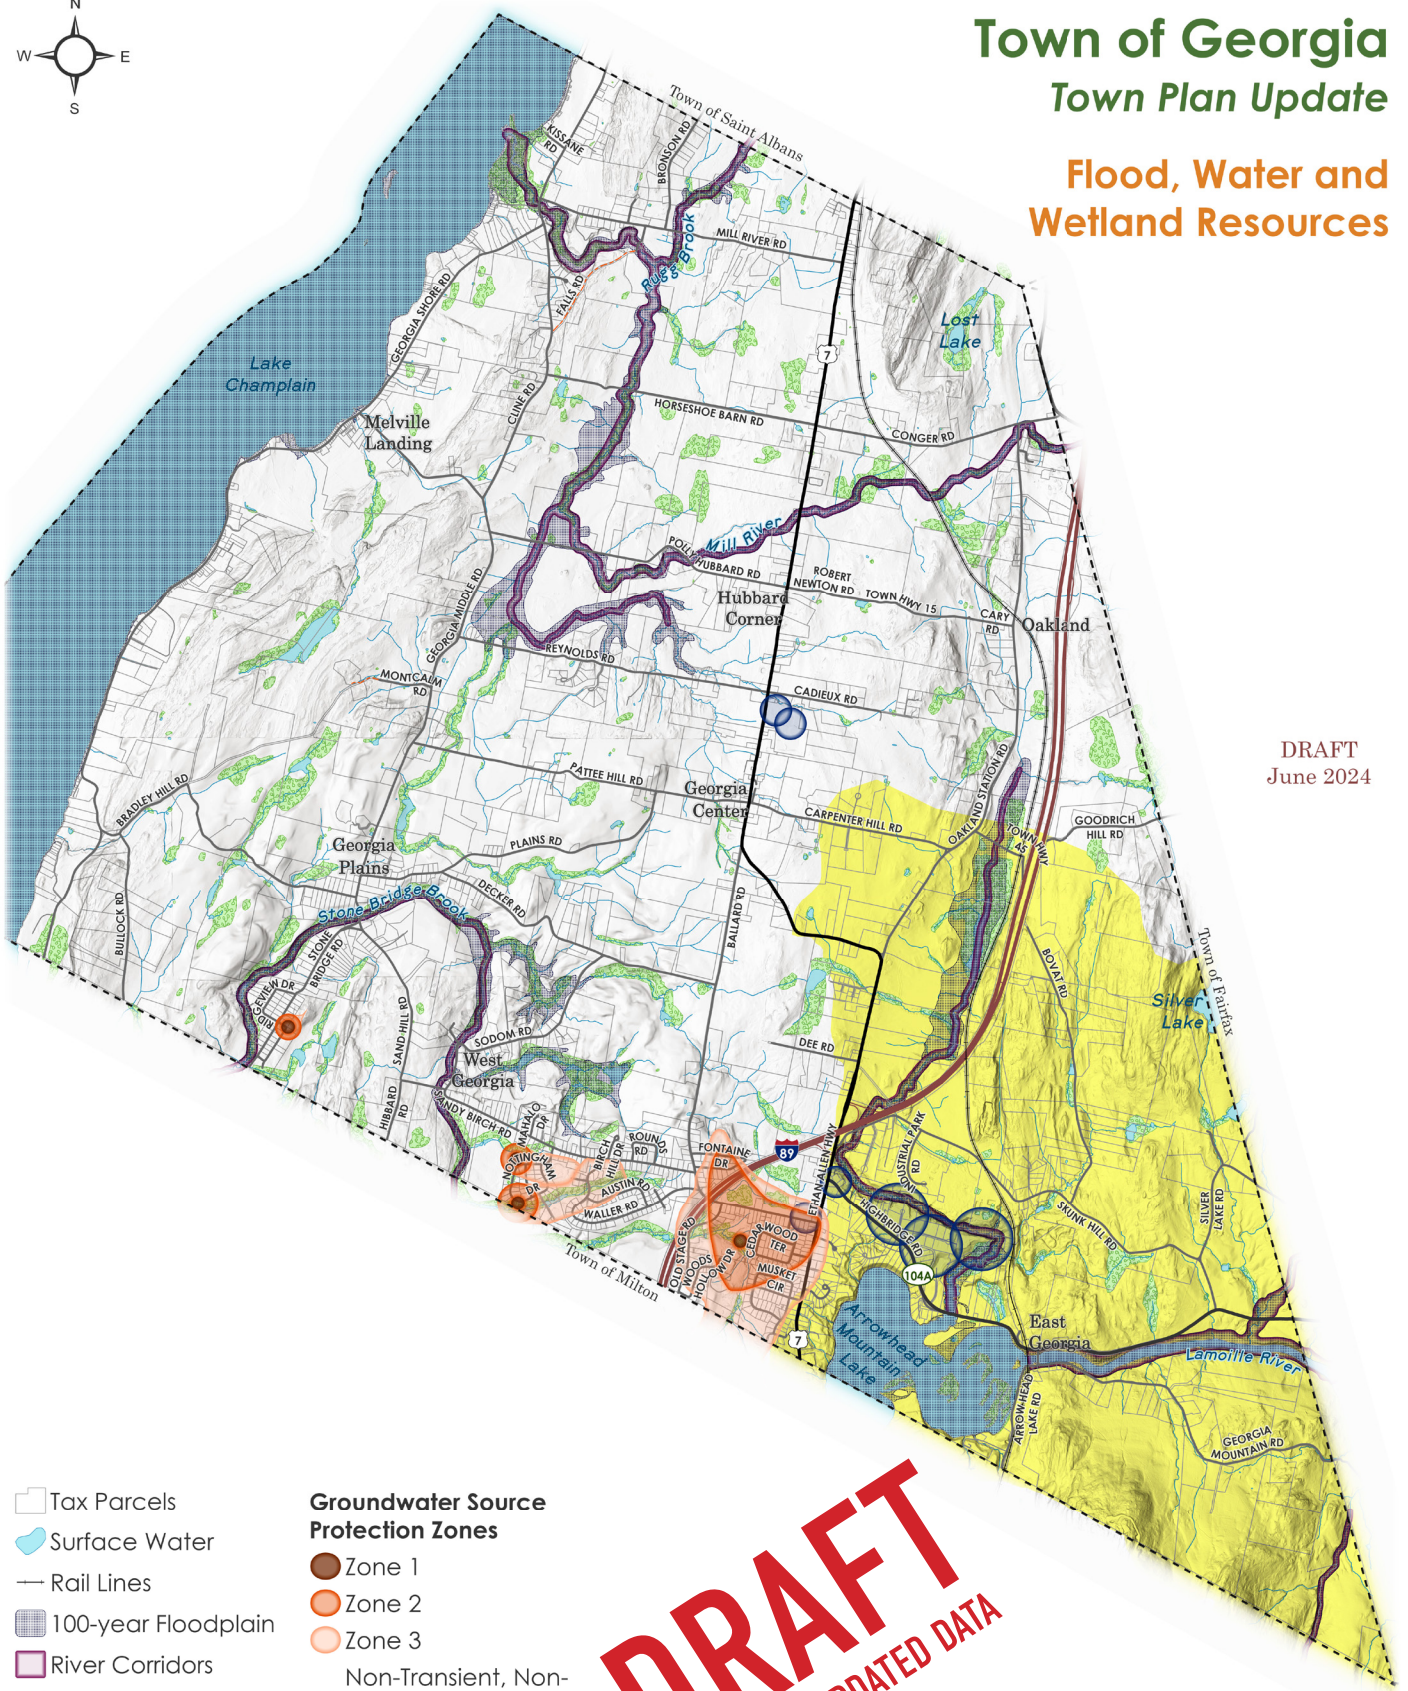 N
W
E
S
Town of Georgia
Town Plan Update
Flood, Water and
Wetland Resources
Town of Saint Albans
KISSANE
RD
BRONSON RD
MILL RIVER RD
Rugg Brook
FALLS RD
GEORGIA SHORE RD
Lost
Lake
7
Lake
Champlain
CLINE RD
HORSESHOE BARN RD
CONGER RD
Melville
Landing
Mill River
POLLY HUBBARD RD
ROBERT
NEWTON RD
TOWN HWY 15
Hubbard
Corner
CARY
RD
Oakland
GEORGIA MIDDLE RD
REYNOLDS RD
MONTCALM
RD
CADIEUX RD
DRAFT
June 2024
PATTEE HILL RD
OAKLAND STATION RD
BRADLEY HILL RD
Georgia
Center
CARPENTER HILL RD
TOWN HWY
45
GOODRICH
HILL RD
PLAINS RD
Georgia
Plains
DECKER RD
Stone Bridge Brook
BULLOCK RD
STONE
BRIDGE RD
BALLARD RD
BOVAT RD
Town of Fairfax
RIDGEVIEW DR
Silver
Lake
SAND HILL RD
SODOM RD
DEE RD
West
Georgia
HIBBARD
RD
SANDY BIRCH RD
MAHALO
DR
BIRCH
HILL DR
ROUNDS
RD
FONTAINE
DR
89
ETHAN ALLEN HWY
INDUSTRIAL PARK
RD
NOTTINGHAM
DR
AUSTIN RD
WALLER RD
HIGHBRIDGE RD
SKUNK HILL RD
SILVER
LAKE RD
OLD STAGE RD
WOODS
HOLLOW DR
CEDARWOOD
TER
MUSKET
CIR
Town of Milton
104A
7
Arrowhead
Mountain
Lake
East
Georgia
Lamoille River
ARROWHEAD
LAKE RD
GEORGIA
MOUNTAIN RD
Tax Parcels
Surface Water
Rail Lines
100-year Floodplain
River Corridors
Groundwater Source
Protection Zones
Zone 1
Zone 2
Zone 3
Non-Transient, Non-
DRAFT
DATA